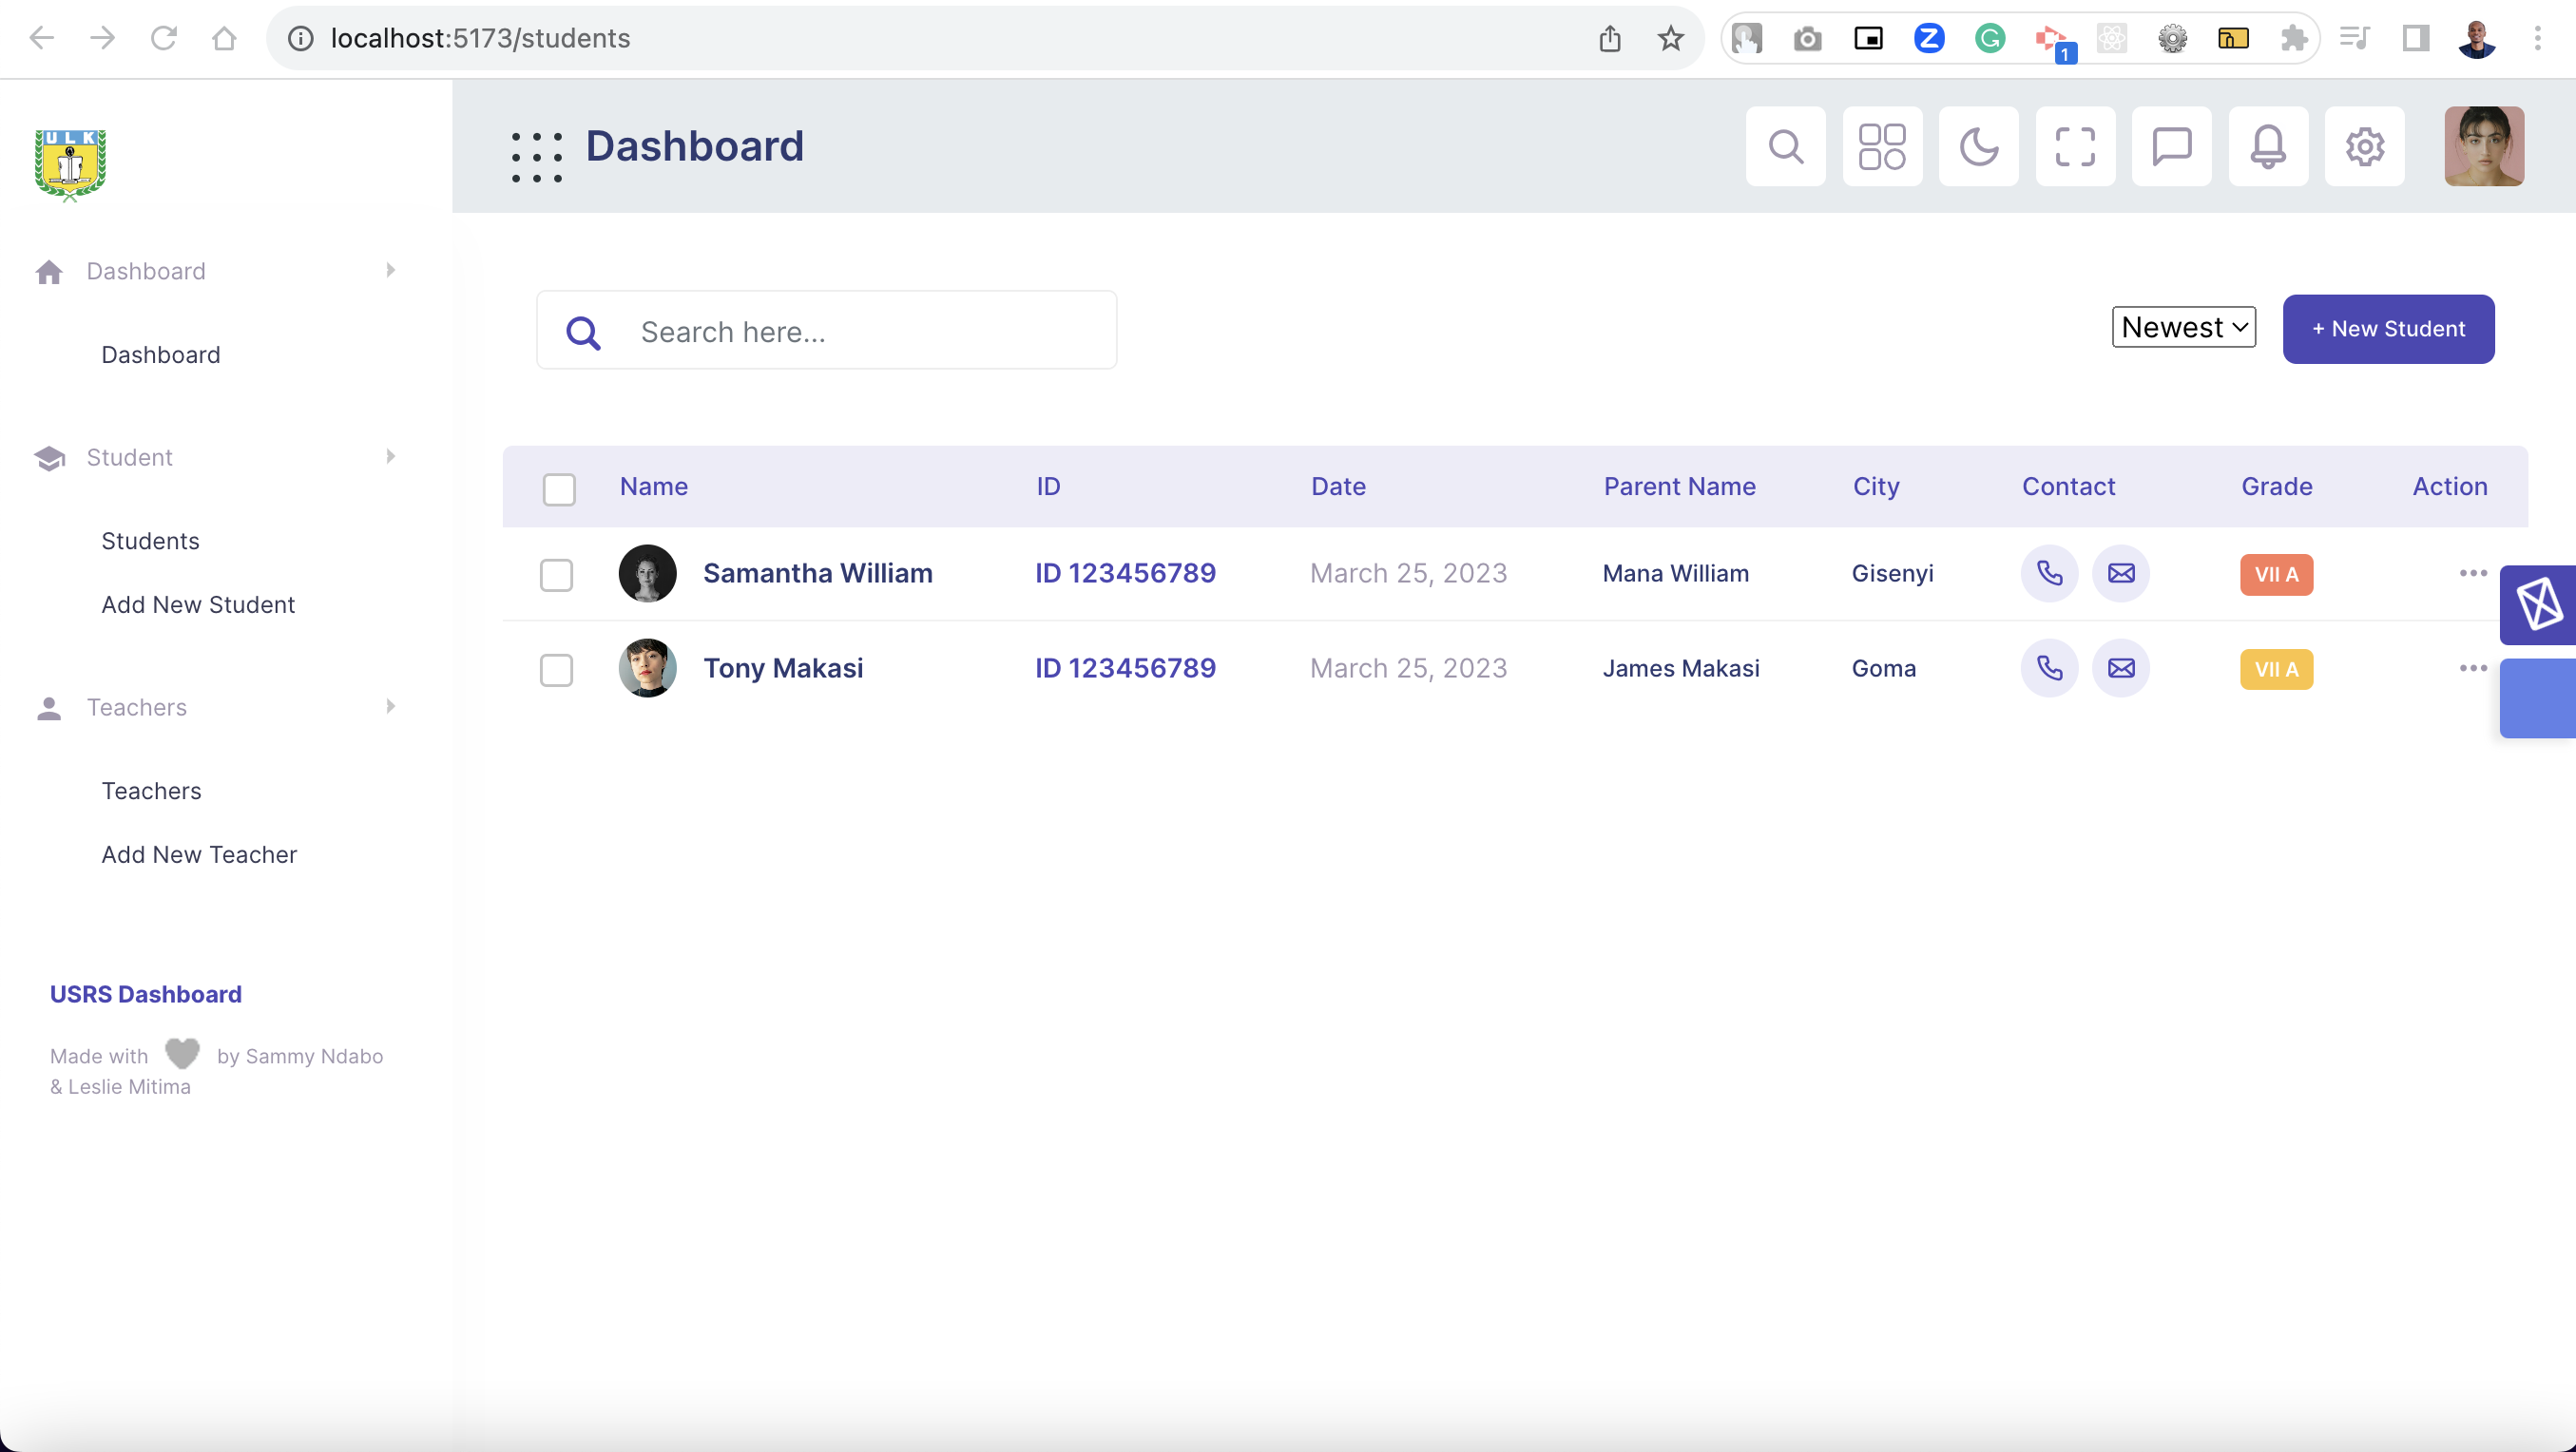 localhost:5173/students
1
ULK
Dashboard
Dashboard
Dashboard
Search here...
Newest
+ New Student
Student
Students
Add New Student
Teachers
Teachers
Add New Teacher
Name ID Date Parent Name City Contact Grade Action
Samantha William ID 123456789 March 25, 2023 Mana William Gisenyi VII A
Tony Makasi ID 123456789 March 25, 2023 James Makasi Goma VII A
USRS Dashboard
Made with by Sammy Ndabo
& Leslie Mitima